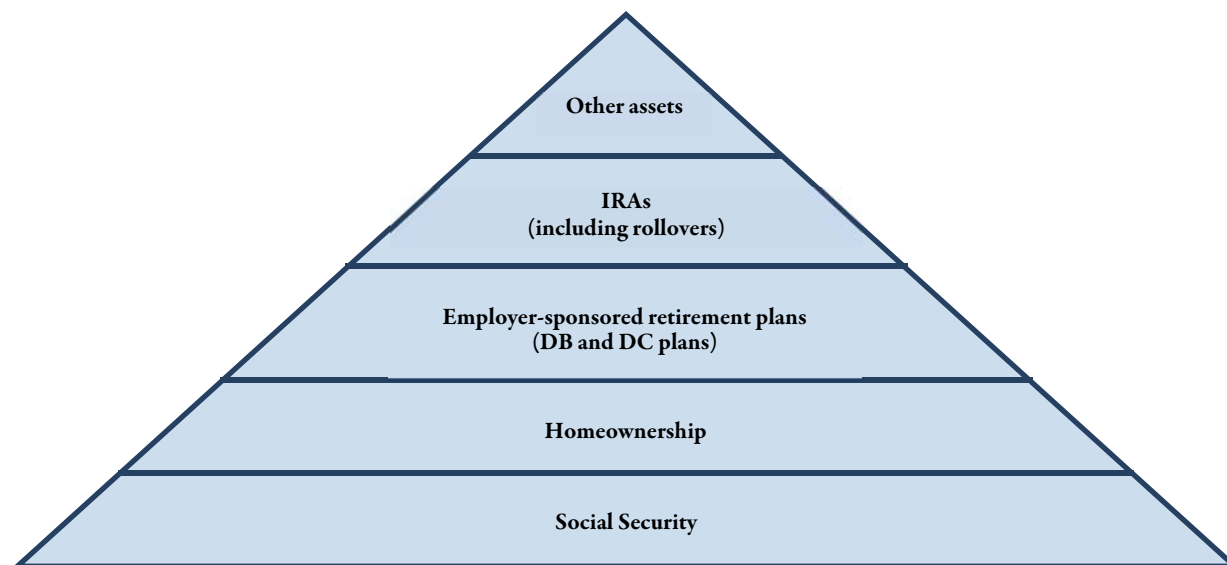 Other assets
IRAs
(including rollovers)
Employer-sponsored retirement plans
(DB and DC plans)
Homeownership
Social Security